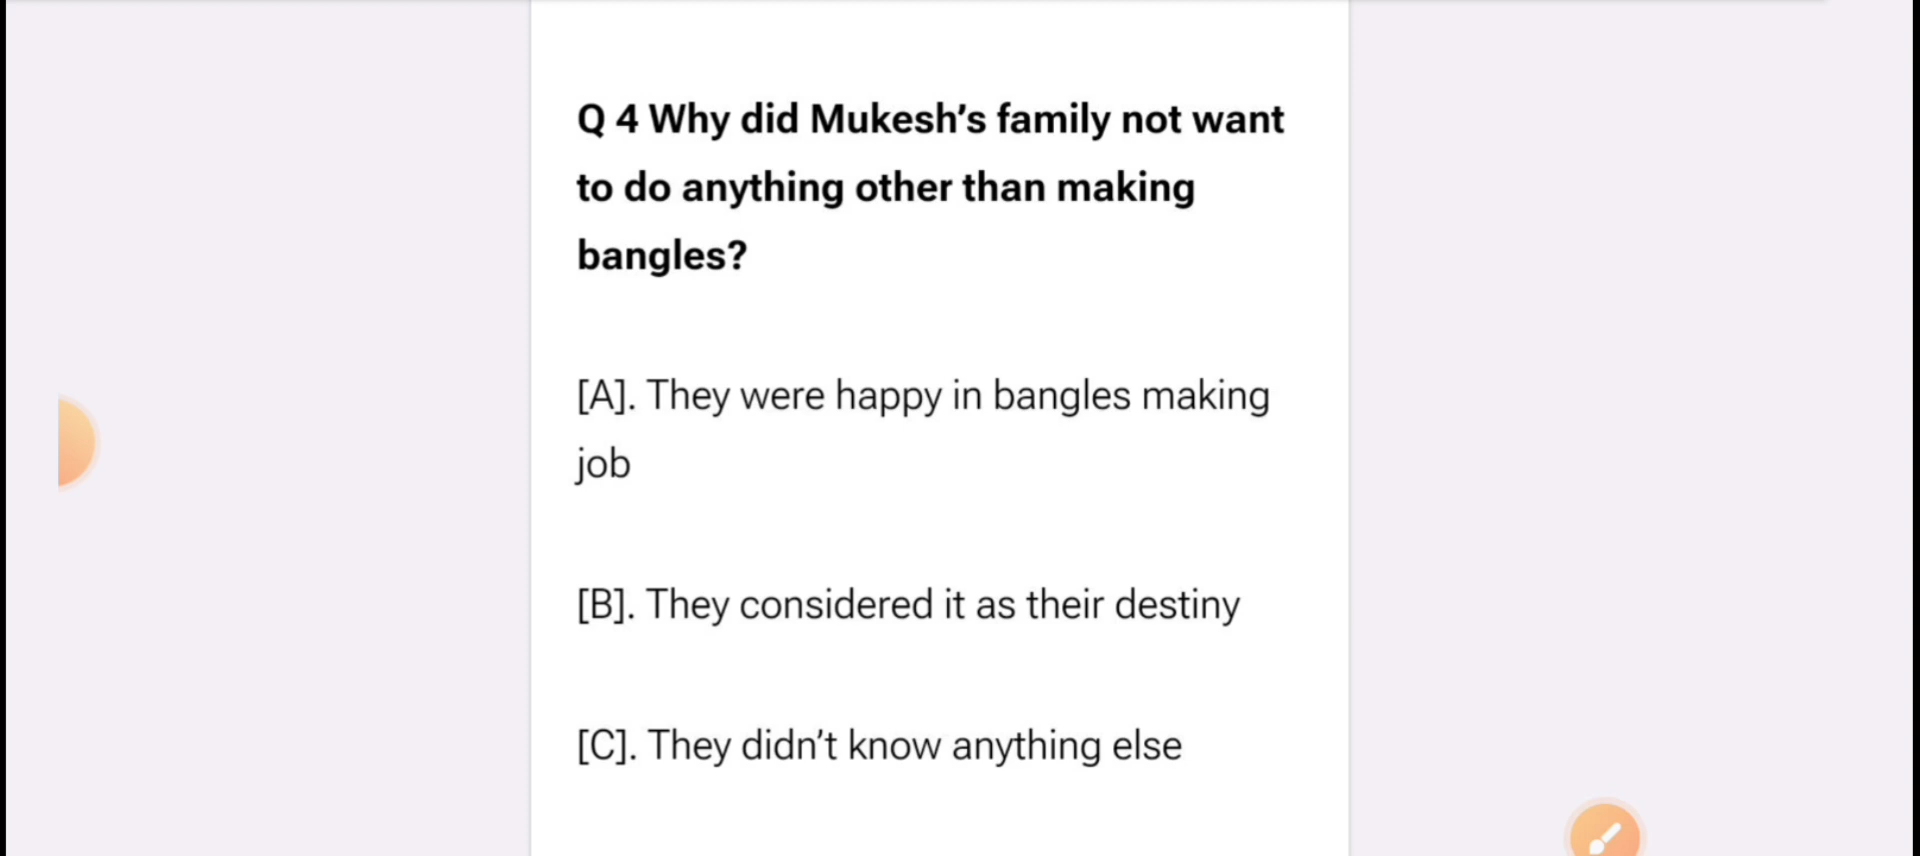 Q 4 Why did Mukesh’s family not want
to do anything other than making
bangles?
[A]. They were happy in bangles making
job
[B]. They considered it as their destiny
[C]. They didn’t know anything else